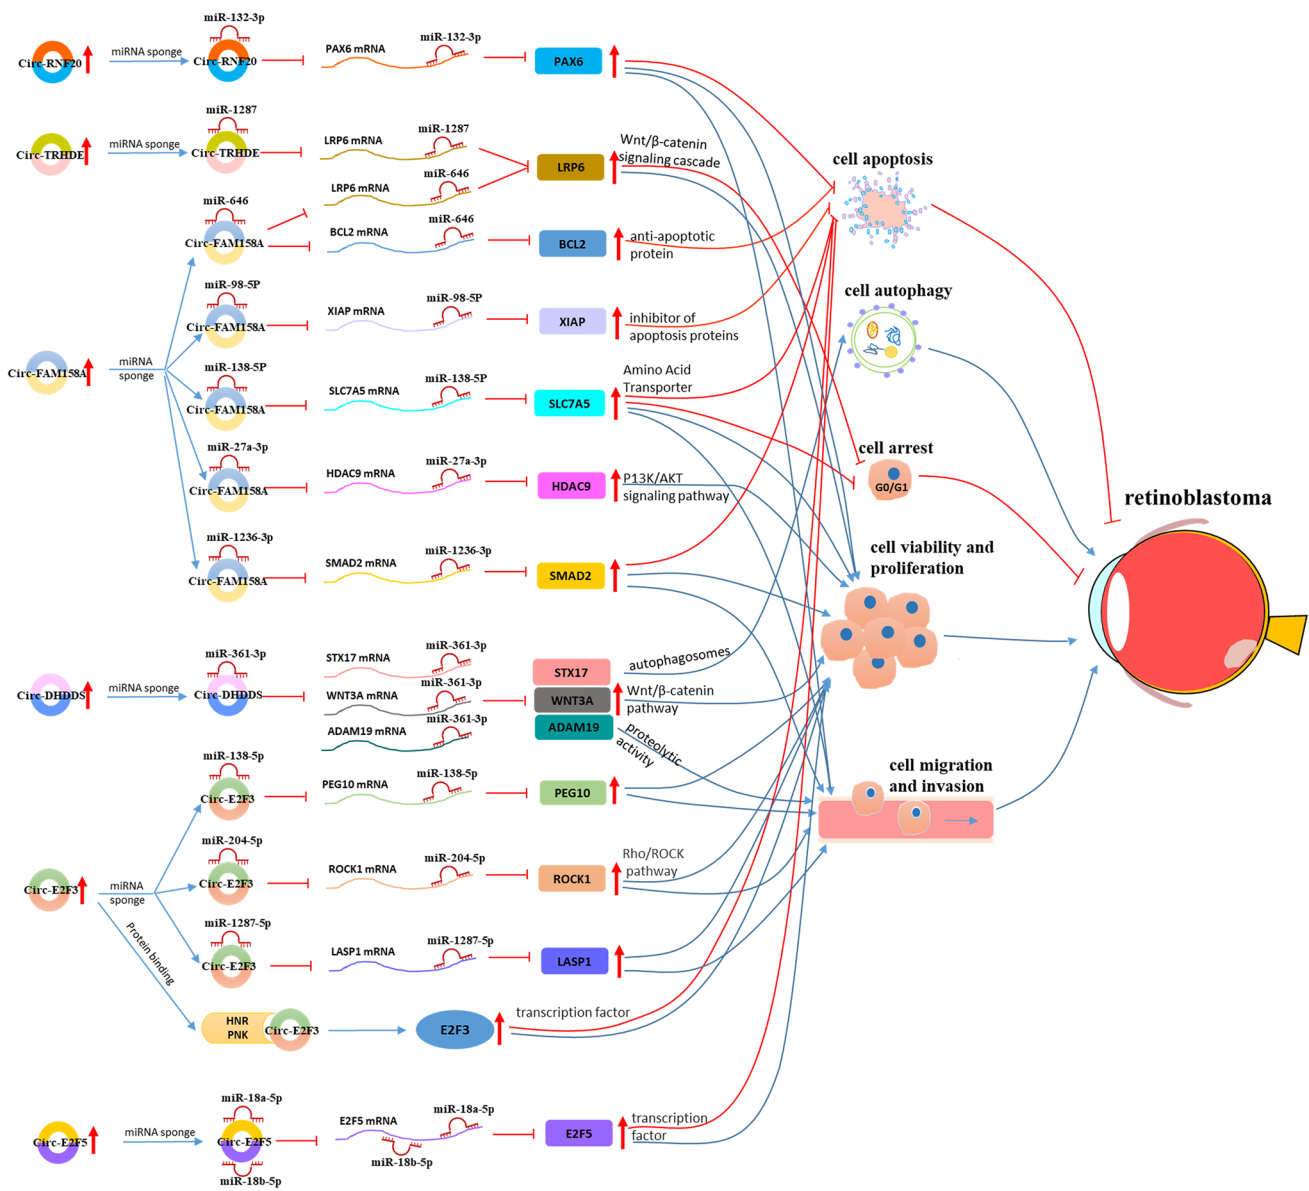 miR-132-3p
Circ-RNF20
miRNA sponge
Circ-RNF20
PAX6 mRNA
miR-132-3p
PAX6
miR-1287
Circ-TRHDE
miRNA sponge
Circ-TRHDE
LRP6 mRNA
miR-1287
LRP6 mRNA
miR-646
LRP6
Wnt/β-catenin
signaling cascade
miR-646
Circ-FAM158A
BCL2 mRNA
miR-646
BCL2
anti-apoptotic
protein
miR-98-5P
Circ-FAM158A
XIAP mRNA
miR-98-5P
XIAP
inhibitor of
apoptosis proteins
Circ-FAM158A
miRNA
sponge
miR-138-5P
Circ-FAM158A
SLC7A5 mRNA
miR-138-5P
SLC7A5
Amino Acid
Transporter
miR-27a-3p
Circ-FAM158A
HDAC9 mRNA
miR-27a-3p
HDAC9
P13K/AKT
signaling pathway
miR-1236-3p
Circ-FAM158A
SMAD2 mRNA
miR-1236-3p
SMAD2
miR-361-3p
Circ-DHDDS
miRNA sponge
Circ-DHDDS
STX17 mRNA
miR-361-3p
WNT3A mRNA
miR-361-3p
ADAM19 mRNA
miR-361-3p
STX17
autophagosomes
WNT3A
Wnt/β-catenin
pathway
ADAM19
proteolytic
activity
miR-138-5p
Circ-E2F3
PEG10 mRNA
miR-138-5p
PEG10
miR-204-5p
Circ-E2F3
ROCK1 mRNA
miR-204-5p
ROCK1
Rho/ROCK
pathway
Circ-E2F3
miRNA
sponge
Protein binding
miR-1287-5p
Circ-E2F3
LASP1 mRNA
miR-1287-5p
LASP1
HNR
PNK
Circ-E2F3
E2F3
transcription factor
miR-18a-5p
Circ-E2F5
miRNA sponge
Circ-E2F5
miR-18b-5p
E2F5 mRNA
miR-18a-5p
miR-18b-5p
E2F5
transcription
factor
cell apoptosis
cell autophagy
cell arrest
G0/G1
cell viability and
proliferation
cell migration
and invasion
retinoblastoma